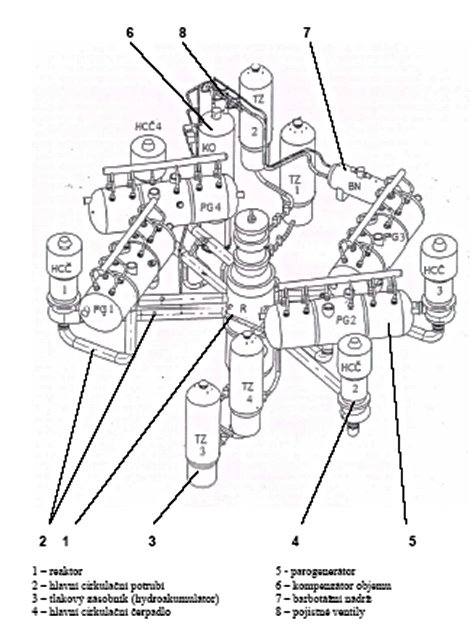 6 8 7
TZ
2
HCČ4
KO
TZ
1
BN
PG4
PG3
HCČ
1
HCČ
3
PG1
R
PG2
HCČ
2
TZ
4
TZ
3
2 1 3 4 5
1 – reaktor
2 – hlavní cirkulační potrubí
3 – tlakový zásobník (hydroakumulátor)
4 – hlavní cirkulační čerpadlo
5 - parogenerátor
6 – kompenzátor objemu
7 – barbotážní nádrž
8 – pojistné ventily